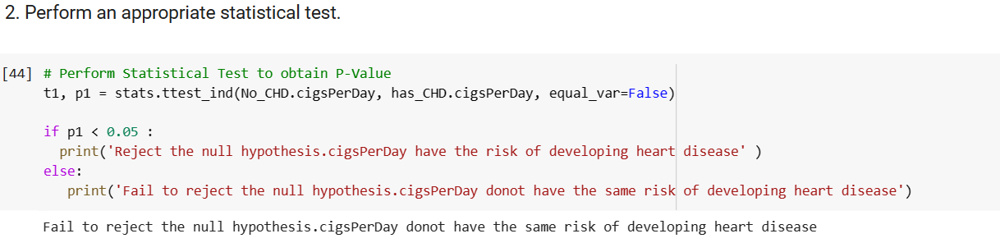 2. Perform an appropriate statistical test.
[44] # Perform Statistical Test to obtain P-Value
t1, p1 = stats.ttest_ind(No_CHD.cigsPerDay, has_CHD.cigsPerDay, equal_var=False)
if p1 < 0.05 :
print('Reject the null hypothesis.cigsPerDay have the risk of developing heart disease' )
else:
print('Fail to reject the null hypothesis.cigsPerDay donot have the same risk of developing heart disease')
Fail to reject the null hypothesis.cigsPerDay donot have the same risk of developing heart disease